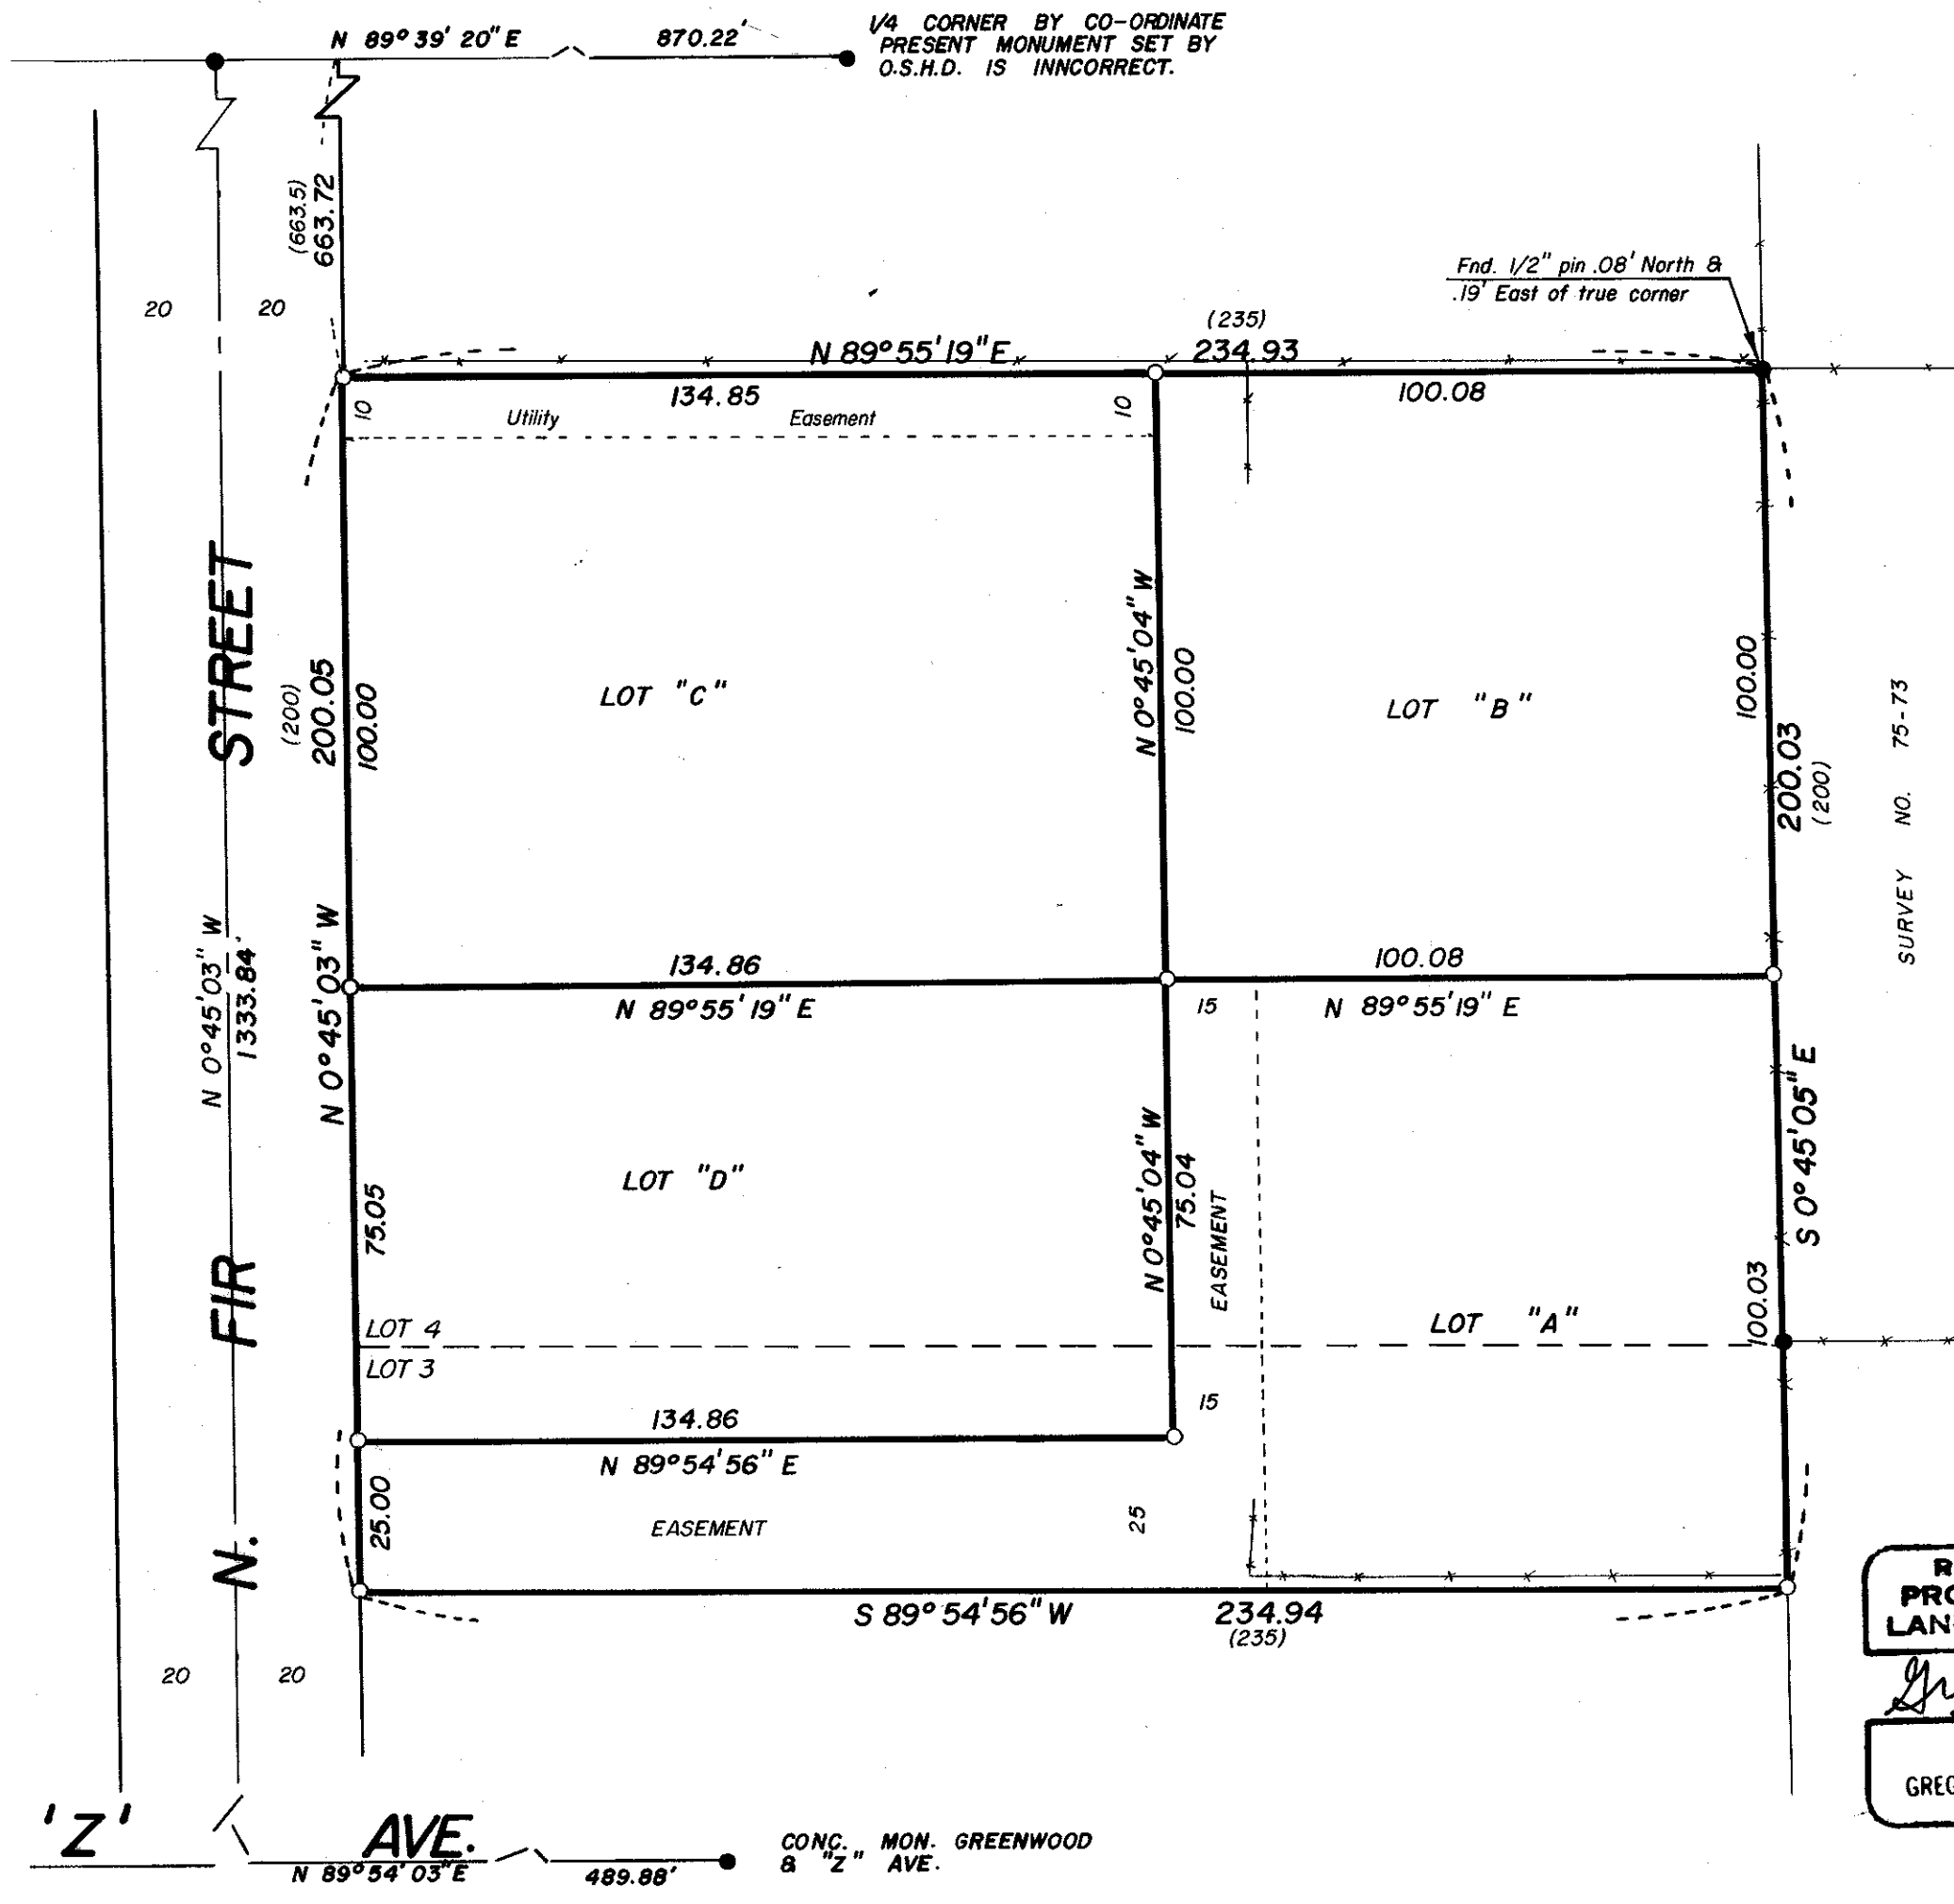 N 89° 39' 20" E 870.22'
1/4 CORNER BY CO-ORDINATE
PRESENT MONUMENT SET BY
O.S.H.D. IS INNCORRECT.
(663.5)
663.72
20 20
Fnd. 1/2" pin .08' North &
.19' East of true corner
(235)
N 89°55'19"E 234.93
134.85 100.08
10 Utility Easement 10
STREET
N 0°45'04" W
100.00
LOT "C"
LOT "B"
(200)
200.05
100.00
100.00
200.03
(200)
SURVEY NO. 75-73
N 0°45'03" W
1333.84'
N 0°45'03" W
134.86
N 89°55'19" E
100.08
N 89°55'19" E
15
S 0°45'05" E
LOT "D"
75.05
N 0°45'04" W
75.04
EASEMENT
FIR
LOT "A"
100.03
LOT 4
LOT 3
15
134.86
N 89°54'56" E
25.00
EASEMENT
25
N.
S 89°54'56" W 234.94
(235)
20 20
R
PRO
LAN
GREG
'Z' AVE.
N 89°54'03"E 489.88'
CONC. MON. GREENWOOD
& "Z" AVE.